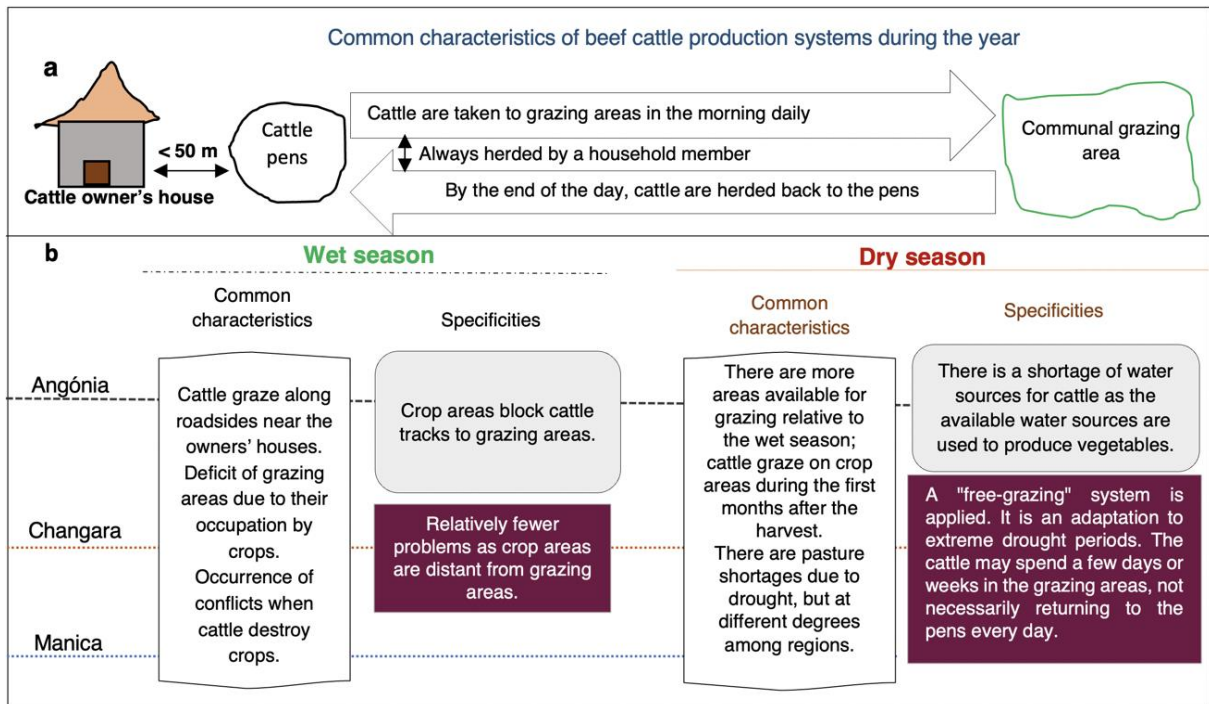 Common characteristics of beef cattle production systems during the year
a
Cattle are taken to grazing areas in the morning daily
Cattle
pens
Communal grazing
area
< 50 m
Always herded by a household member
By the end of the day, cattle are herded back to the pens
Cattle owner's house
b
Wet season
Dry season
Common
characteristics
Specificities
Common
characteristics
Specificities
Angónia
Changara
Manica
Cattle graze along
roadsides near the
owners' houses.
Deficit of grazing
areas due to their
occupation by
crops.
Occurrence of
conflicts when
cattle destroy
crops.
Crop areas block cattle
tracks to grazing areas.
Relatively fewer
problems as crop areas
are distant from grazing
areas.
There are more
areas available for
grazing relative to
the wet season;
cattle graze on crop
areas during the first
months after the
harvest.
There are pasture
shortages due to
drought, but at
different degrees
among regions.
There is a shortage of water
sources for cattle as the
available water sources are
used to produce vegetables.
A "free-grazing" system is
applied. It is an adaptation to
extreme drought periods. The
cattle may spend a few days or
weeks in the grazing areas, not
necessarily returning to the
pens every day.